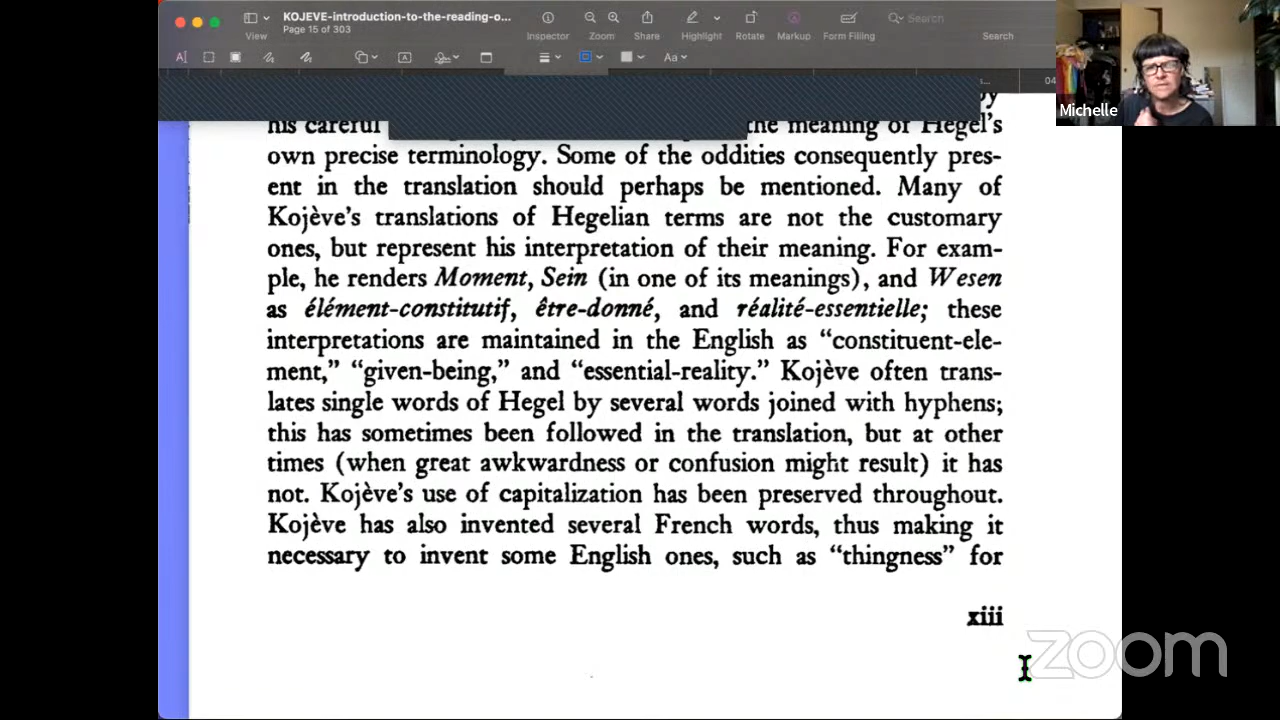 KOJEVE-introduction-to-the-reading-o...
Page 15 of 303
View
Inspector
Zoom
Share
Highlight
Rotate
Markup
Form Filling
Search
Search
Aa
04
Michelle
his careful the meaning of Hegel's
own precise terminology. Some of the oddities consequently pres-
ent in the translation should perhaps be mentioned. Many of
Kojève's translations of Hegelian terms are not the customary
ones, but represent his interpretation of their meaning. For exam-
ple, he renders Moment, Sein (in one of its meanings), and Wesen
as élément-constitutif, être-donné, and réalité-essentielle; these
interpretations are maintained in the English as “constituent-ele-
ment,” “given-being,” and “essential-reality.” Kojève often trans-
lates single words of Hegel by several words joined with hyphens;
this has sometimes been followed in the translation, but at other
times (when great awkwardness or confusion might result) it has
not. Kojève's use of capitalization has been preserved throughout.
Kojève has also invented several French words, thus making it
necessary to invent some English ones, such as “thingness” for
xiii
zoom